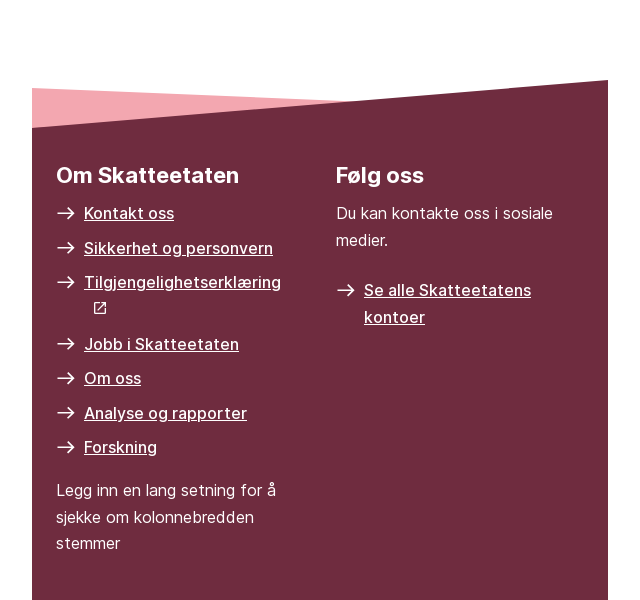 Om Skatteetaten
Kontakt oss
Sikkerhet og personvern
Tilgjengelighetserklæring
Jobb i Skatteetaten
Om oss
Analyse og rapporter
Forskning
Legg inn en lang setning for å
sjekke om kolonnebredden
stemmer
Følg oss
Du kan kontakte oss i sosiale
medier.
Se alle Skatteetatens
kontoer